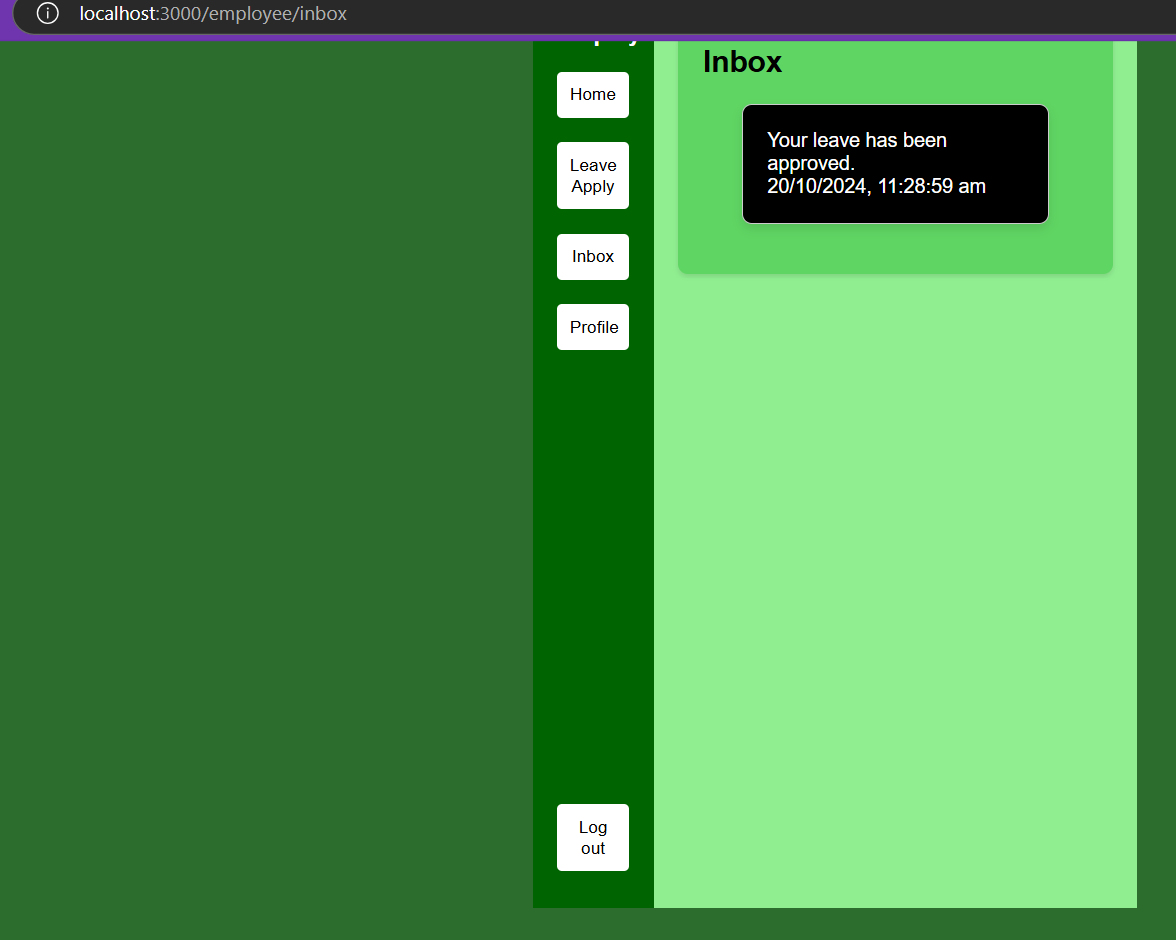 localhost:3000/employee/inbox
Inbox
Home
Leave
Apply
Inbox
Profile
Log
out
Your leave has been
approved.
20/10/2024, 11:28:59 am